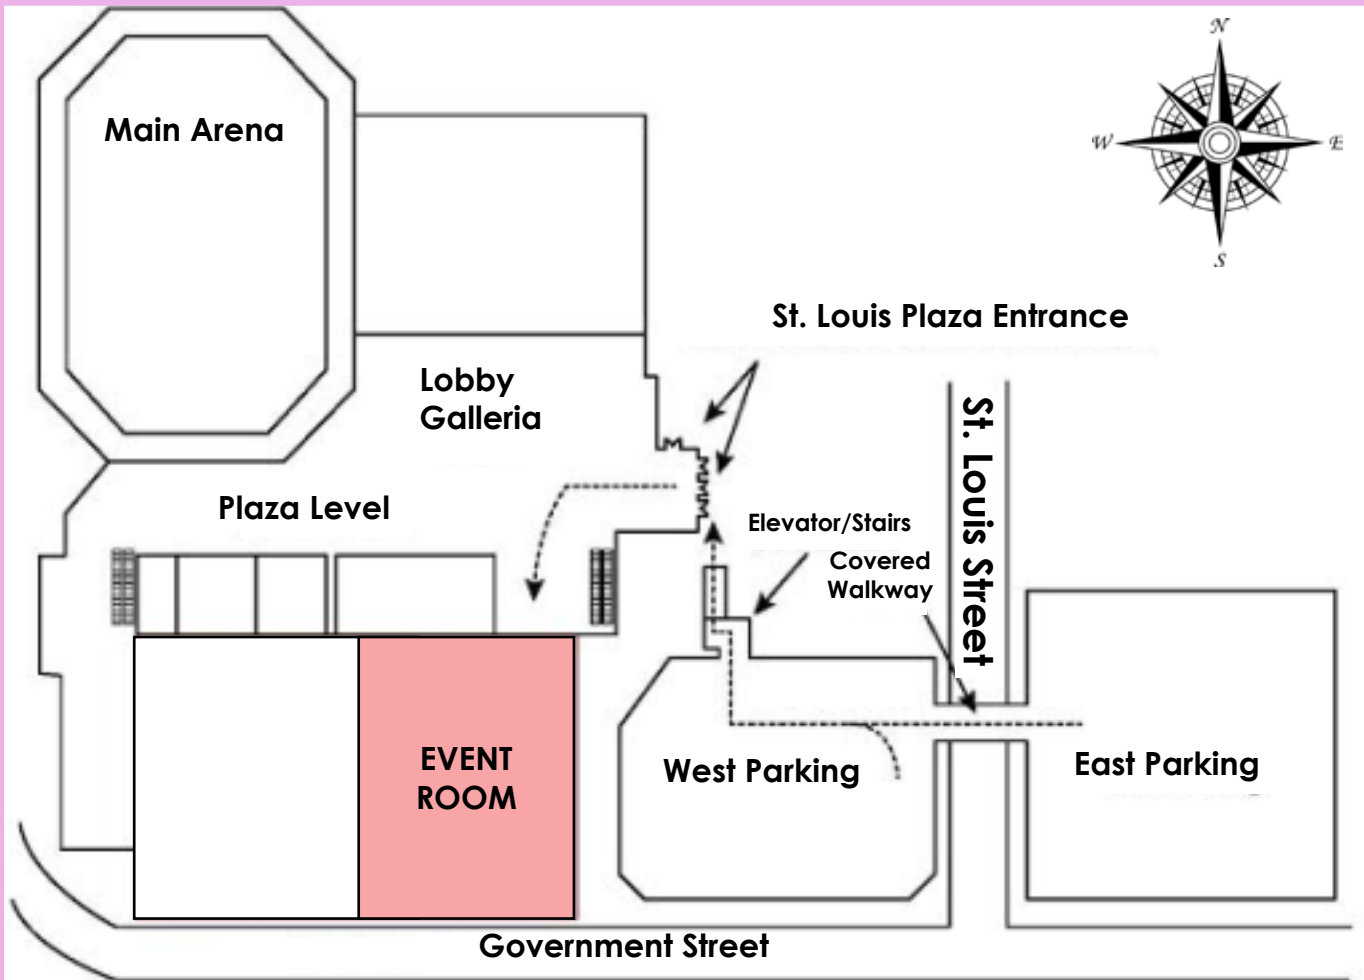 N
Main Arena
W
E
S
St. Louis Plaza Entrance
Lobby
Galleria
St. Louis Street
Plaza Level
Elevator/Stairs
Covered
Walkway
EVENT
ROOM
West Parking
East Parking
Government Street